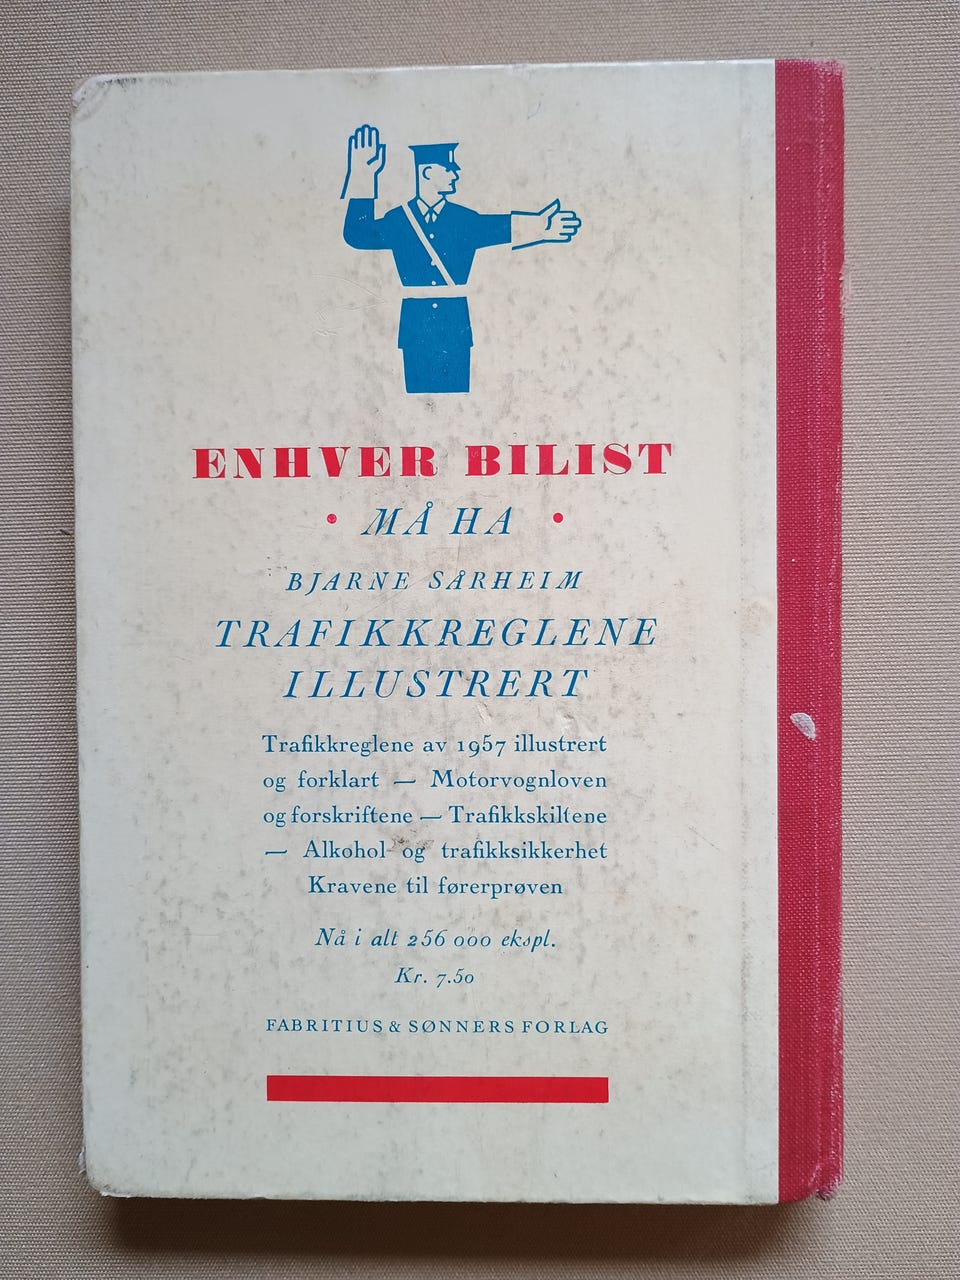 ENHVER BILIST
• MÅ HA •
BJARNE SÅRHEIM
TRAFIKKREGLENE
ILLUSTRERT
Trafikkreglene av 1957 illustrert
og forklart — Motorvognloven
og forskriftene — Trafikkskiltene
— Alkohol og trafikksikkerhet
Kravene til førerprøven
Nå i alt 256 000 ekspl.
Kr. 7.50
FABRITIUS & SØNNERS FORLAG